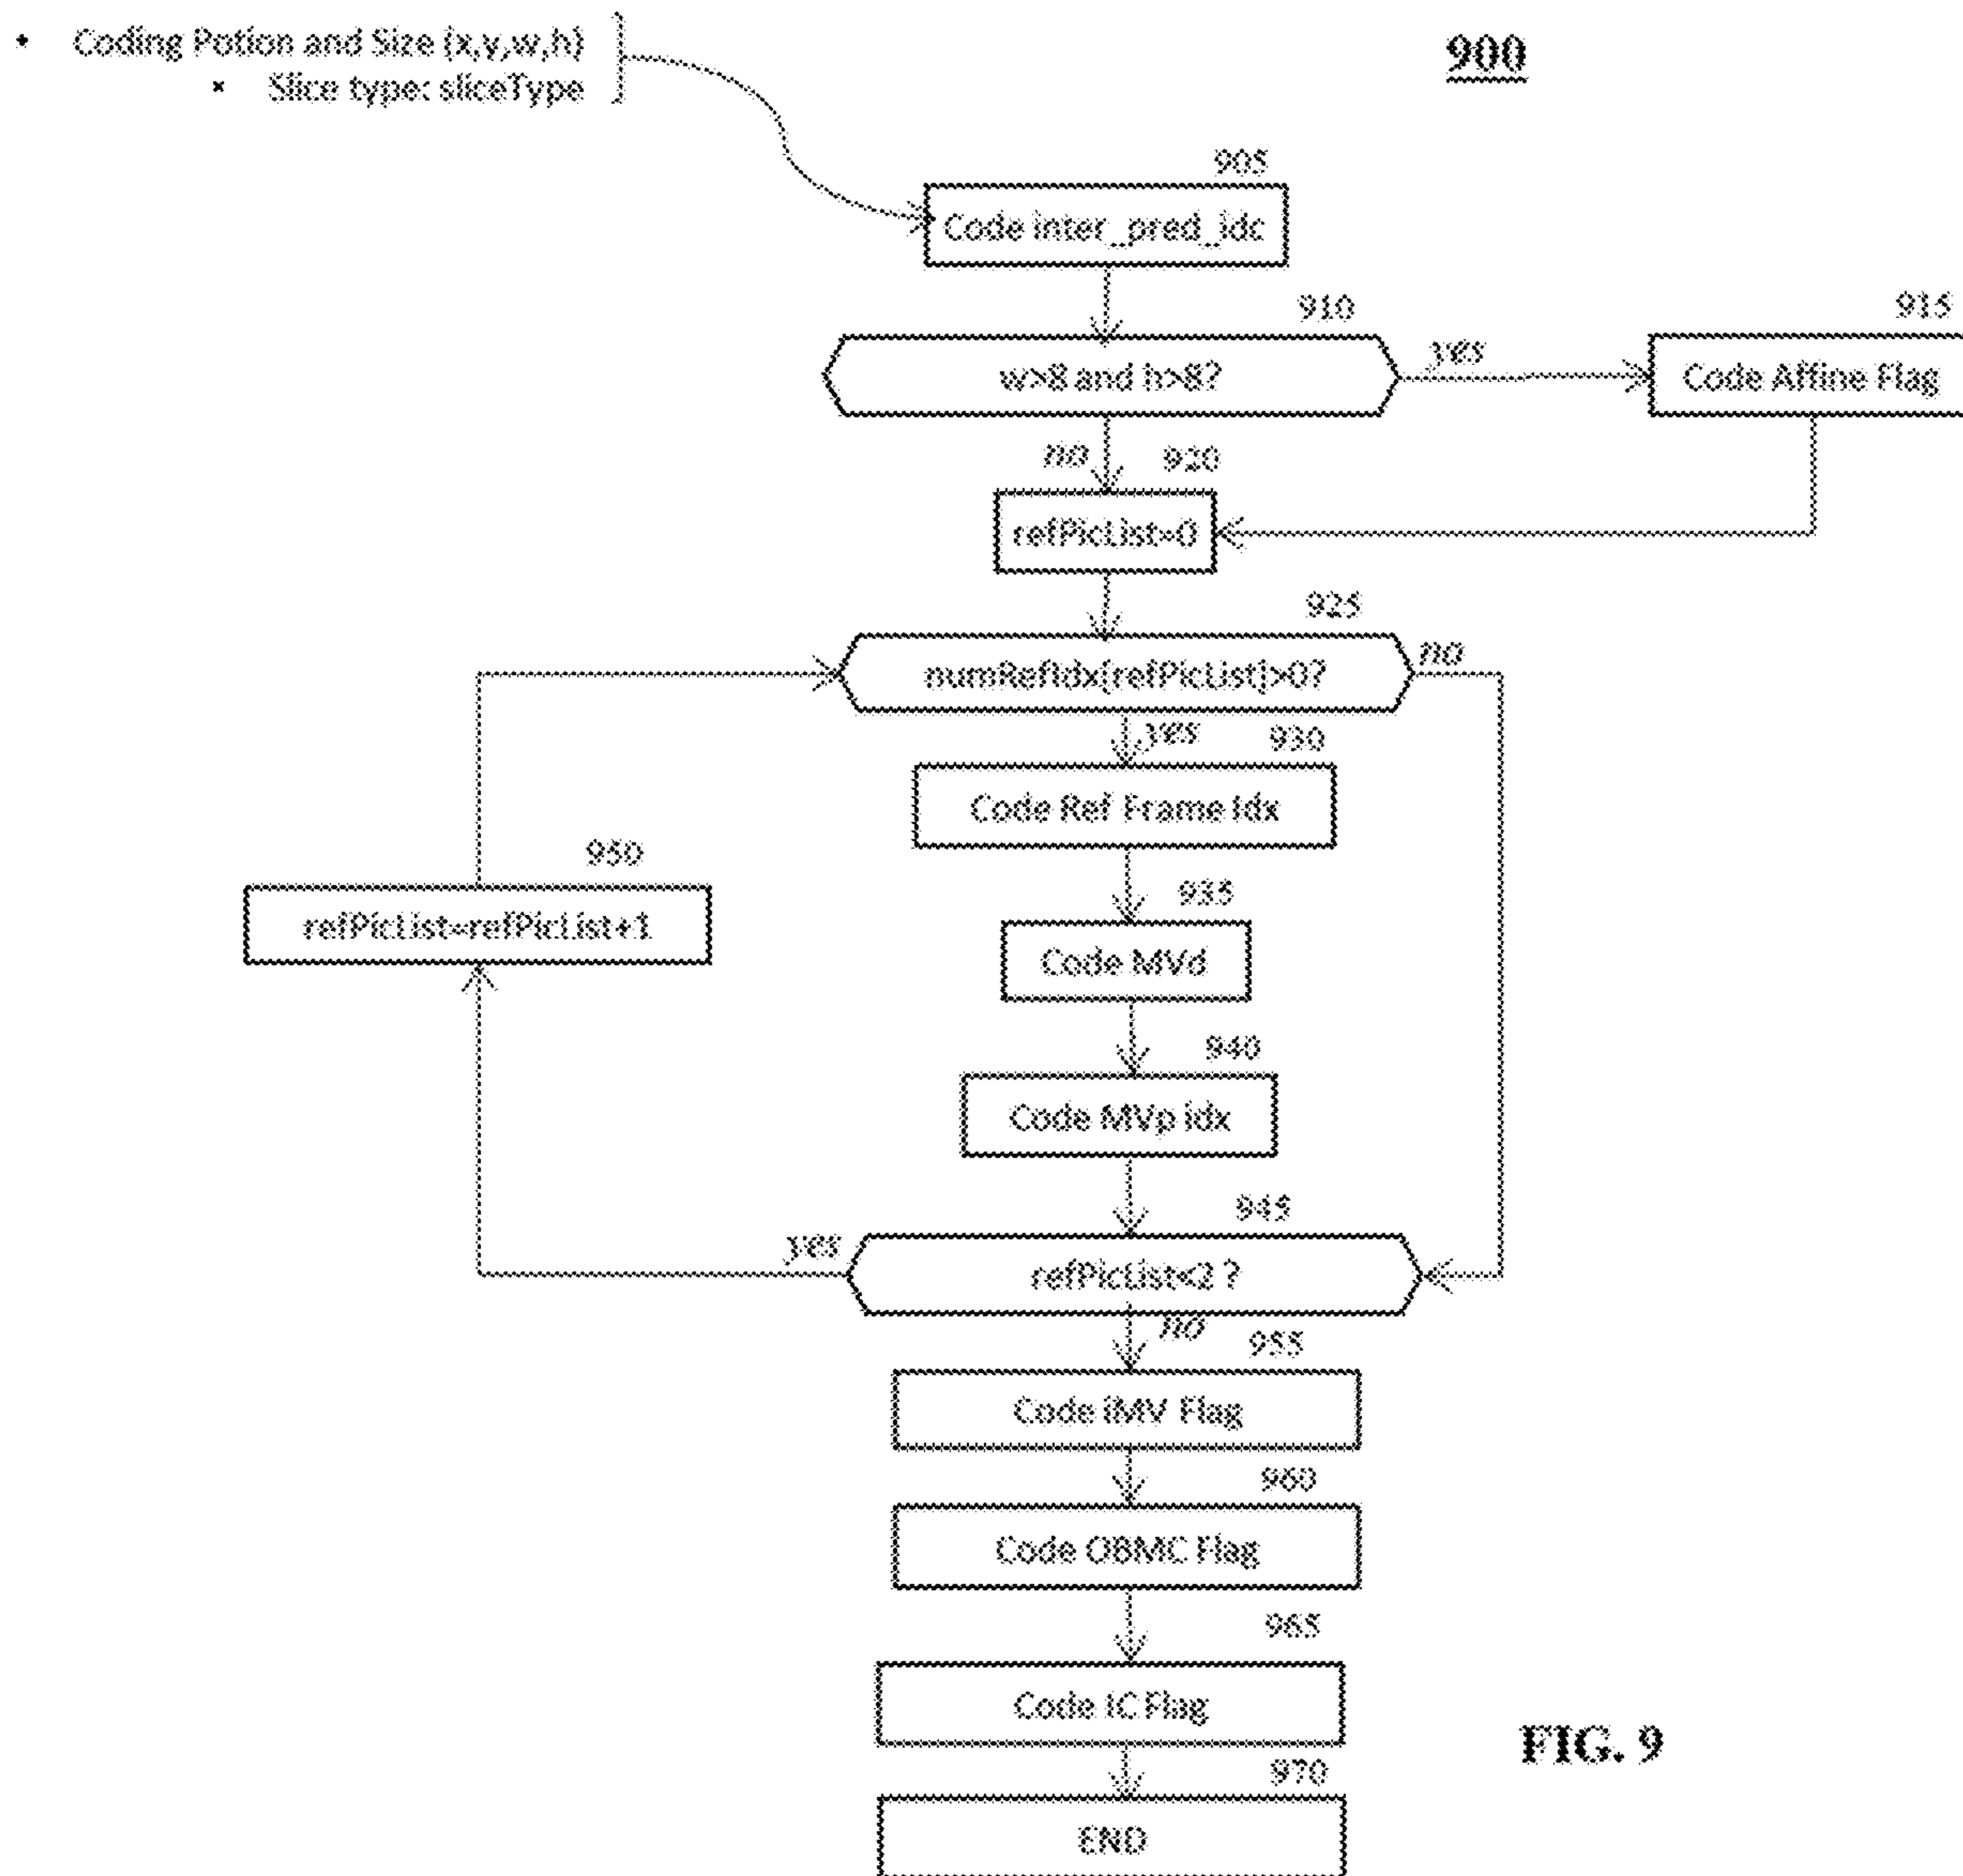 • Coding Potion and Size (x,y,w,h)
• Slice type: sliceType
900
905
Code inter_pred_idc
910
w>8 and h>8?
yes
915
Code Affine Flag
no
920
refPicList=0
925
numRefIdx(refPicList)>0?
no
yes
930
Code Ref Frame Idx
935
Code MVd
940
Code MVp idx
945
refPicList<2 ?
yes
950
refPicList=refPicList+1
no
955
Code iMV Flag
960
Code OBMC Flag
965
Code IC Flag
970
END
FIG. 9